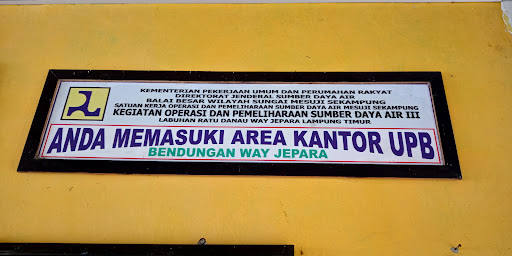 KEMENTERIAN PEKERJAAN UMUM DAN PERUMAHAN RAKYAT
DIREKTORAT JENDERAL SUMBER DAYA AIR
BALAI BESAR WILAYAH SUNGAI MESUJI SEKAMPUNG
SATUAN KERJA OPERASI DAN PEMELIHARAAN SUMBER DAYA AIR MESUJI SEKAMPUNG
KEGIATAN OPERASI DAN PEMELIHARAAN SUMBER DAYA AIR III
LABUHAN RATU DANAU WAY JEPARA LAMPUNG TIMUR
ANDA MEMASUKI AREA KANTOR UPB
BENDUNGAN WAY JEPARA